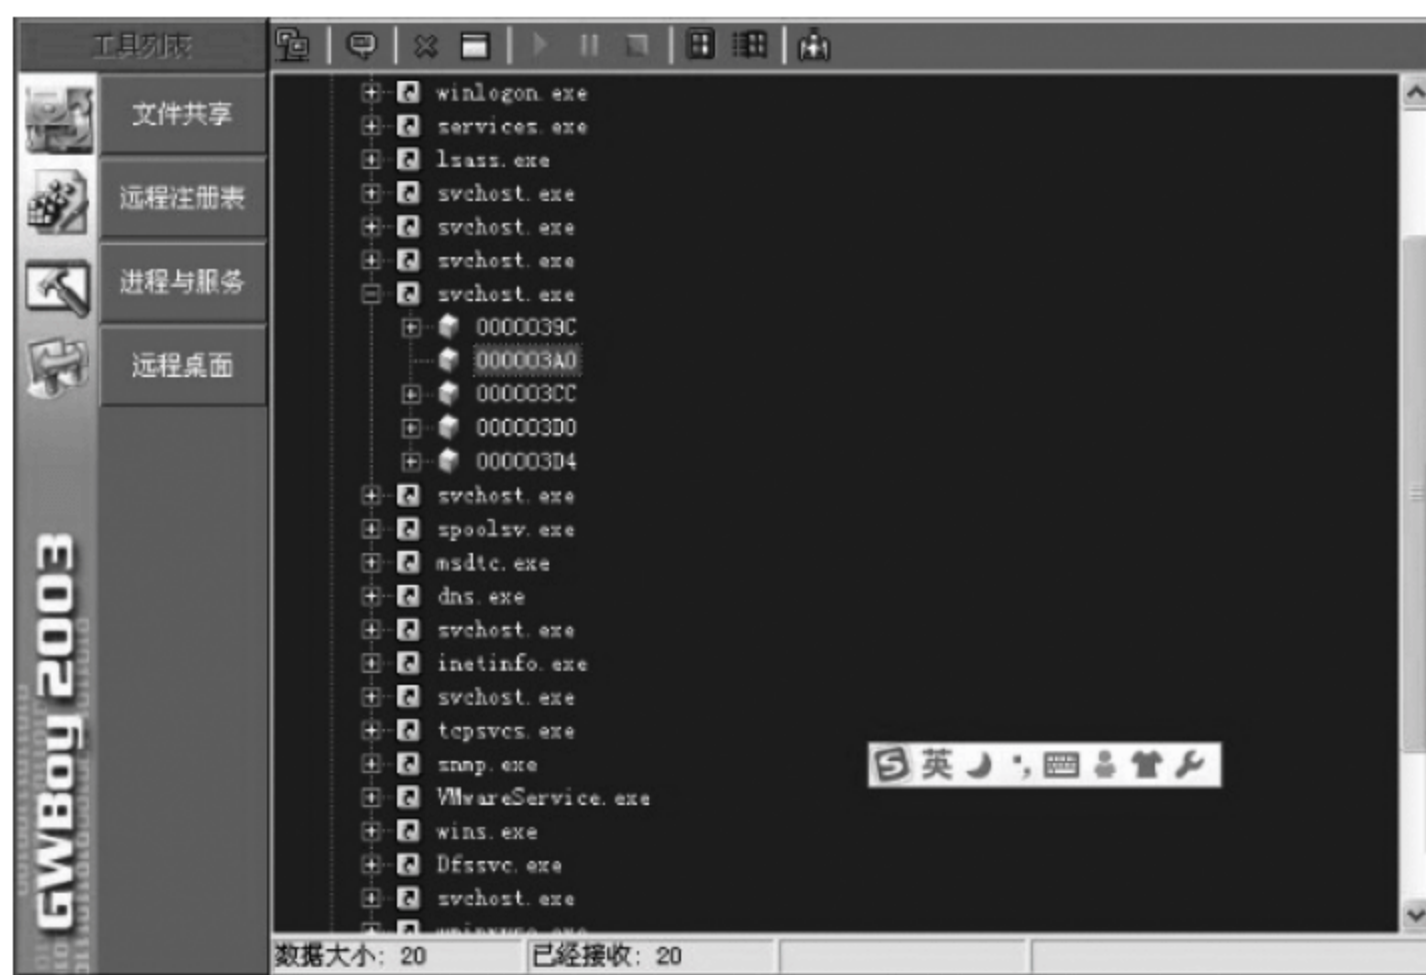 工具列表
文件共享
远程注册表
进程与服务
远程桌面
GWBoy 2003
winlogon.exe
services.exe
lsass.exe
svchost.exe
svchost.exe
svchost.exe
svchost.exe
0000039C
000003A0
000003CC
000003D0
000003D4
svchost.exe
spoolsv.exe
msdtc.exe
dns.exe
svchost.exe
inetinfo.exe
svchost.exe
tcpsvcs.exe
snmp.exe
VMwareService.exe
wins.exe
Dfssvc.exe
svchost.exe
英
数据大小: 20 已经接收: 20